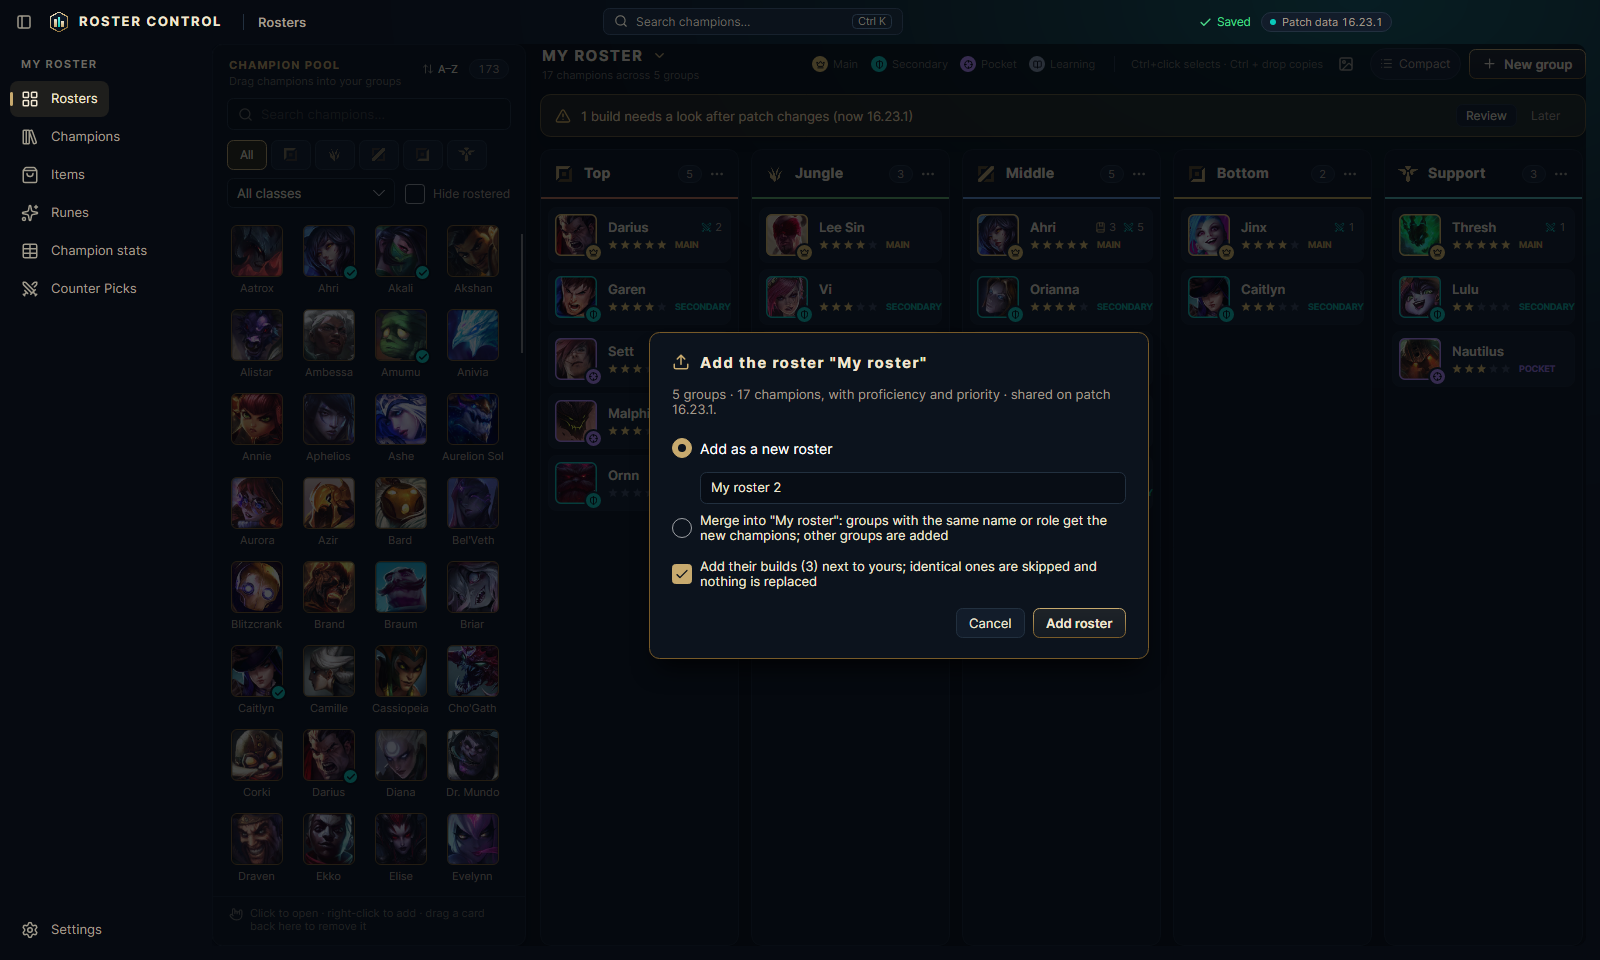 ROSTER CONTROL
Rosters
Search champions...
Ctrl K
Saved
Patch data 16.23.1
MY ROSTER
Rosters
Champions
Items
Runes
Champion stats
Counter Picks
Settings
CHAMPION POOL
Drag champions into your groups
A–Z
173
Search champions...
All
All classes
Hide rostered
Aatrox
Ahri
Akali
Akshan
Alistar
Ambessa
Amumu
Anivia
Annie
Aphelios
Ashe
Aurelion Sol
Aurora
Azir
Bard
Bel'Veth
Blitzcrank
Brand
Braum
Briar
Caitlyn
Camille
Cassiopeia
Cho'Gath
Corki
Darius
Diana
Dr. Mundo
Draven
Ekko
Elise
Evelynn
Click to open · right-click to add · drag a card
back here to remove it
MY ROSTER
17 champions across 5 groups
Main
Secondary
Pocket
Learning
Ctrl+click selects · Ctrl + drop copies
Compact
New group
1 build needs a look after patch changes (now 16.23.1)
Review
Later
Top
5
Darius
2
MAIN
Garen
SECONDARY
Sett
Malphi
Ornn
Jungle
3
Lee Sin
MAIN
Vi
SECONDARY
Middle
5
Ahri
3
5
MAIN
Orianna
SECONDARY
Bottom
2
Jinx
1
MAIN
Caitlyn
SECONDARY
Support
3
Thresh
1
MAIN
Lulu
SECONDARY
Nautilus
POCKET
Add the roster "My roster"
5 groups · 17 champions, with proficiency and priority · shared on patch
16.23.1.
Add as a new roster
My roster 2
Merge into "My roster": groups with the same name or role get the
new champions; other groups are added
Add their builds (3) next to yours; identical ones are skipped and
nothing is replaced
Cancel
Add roster